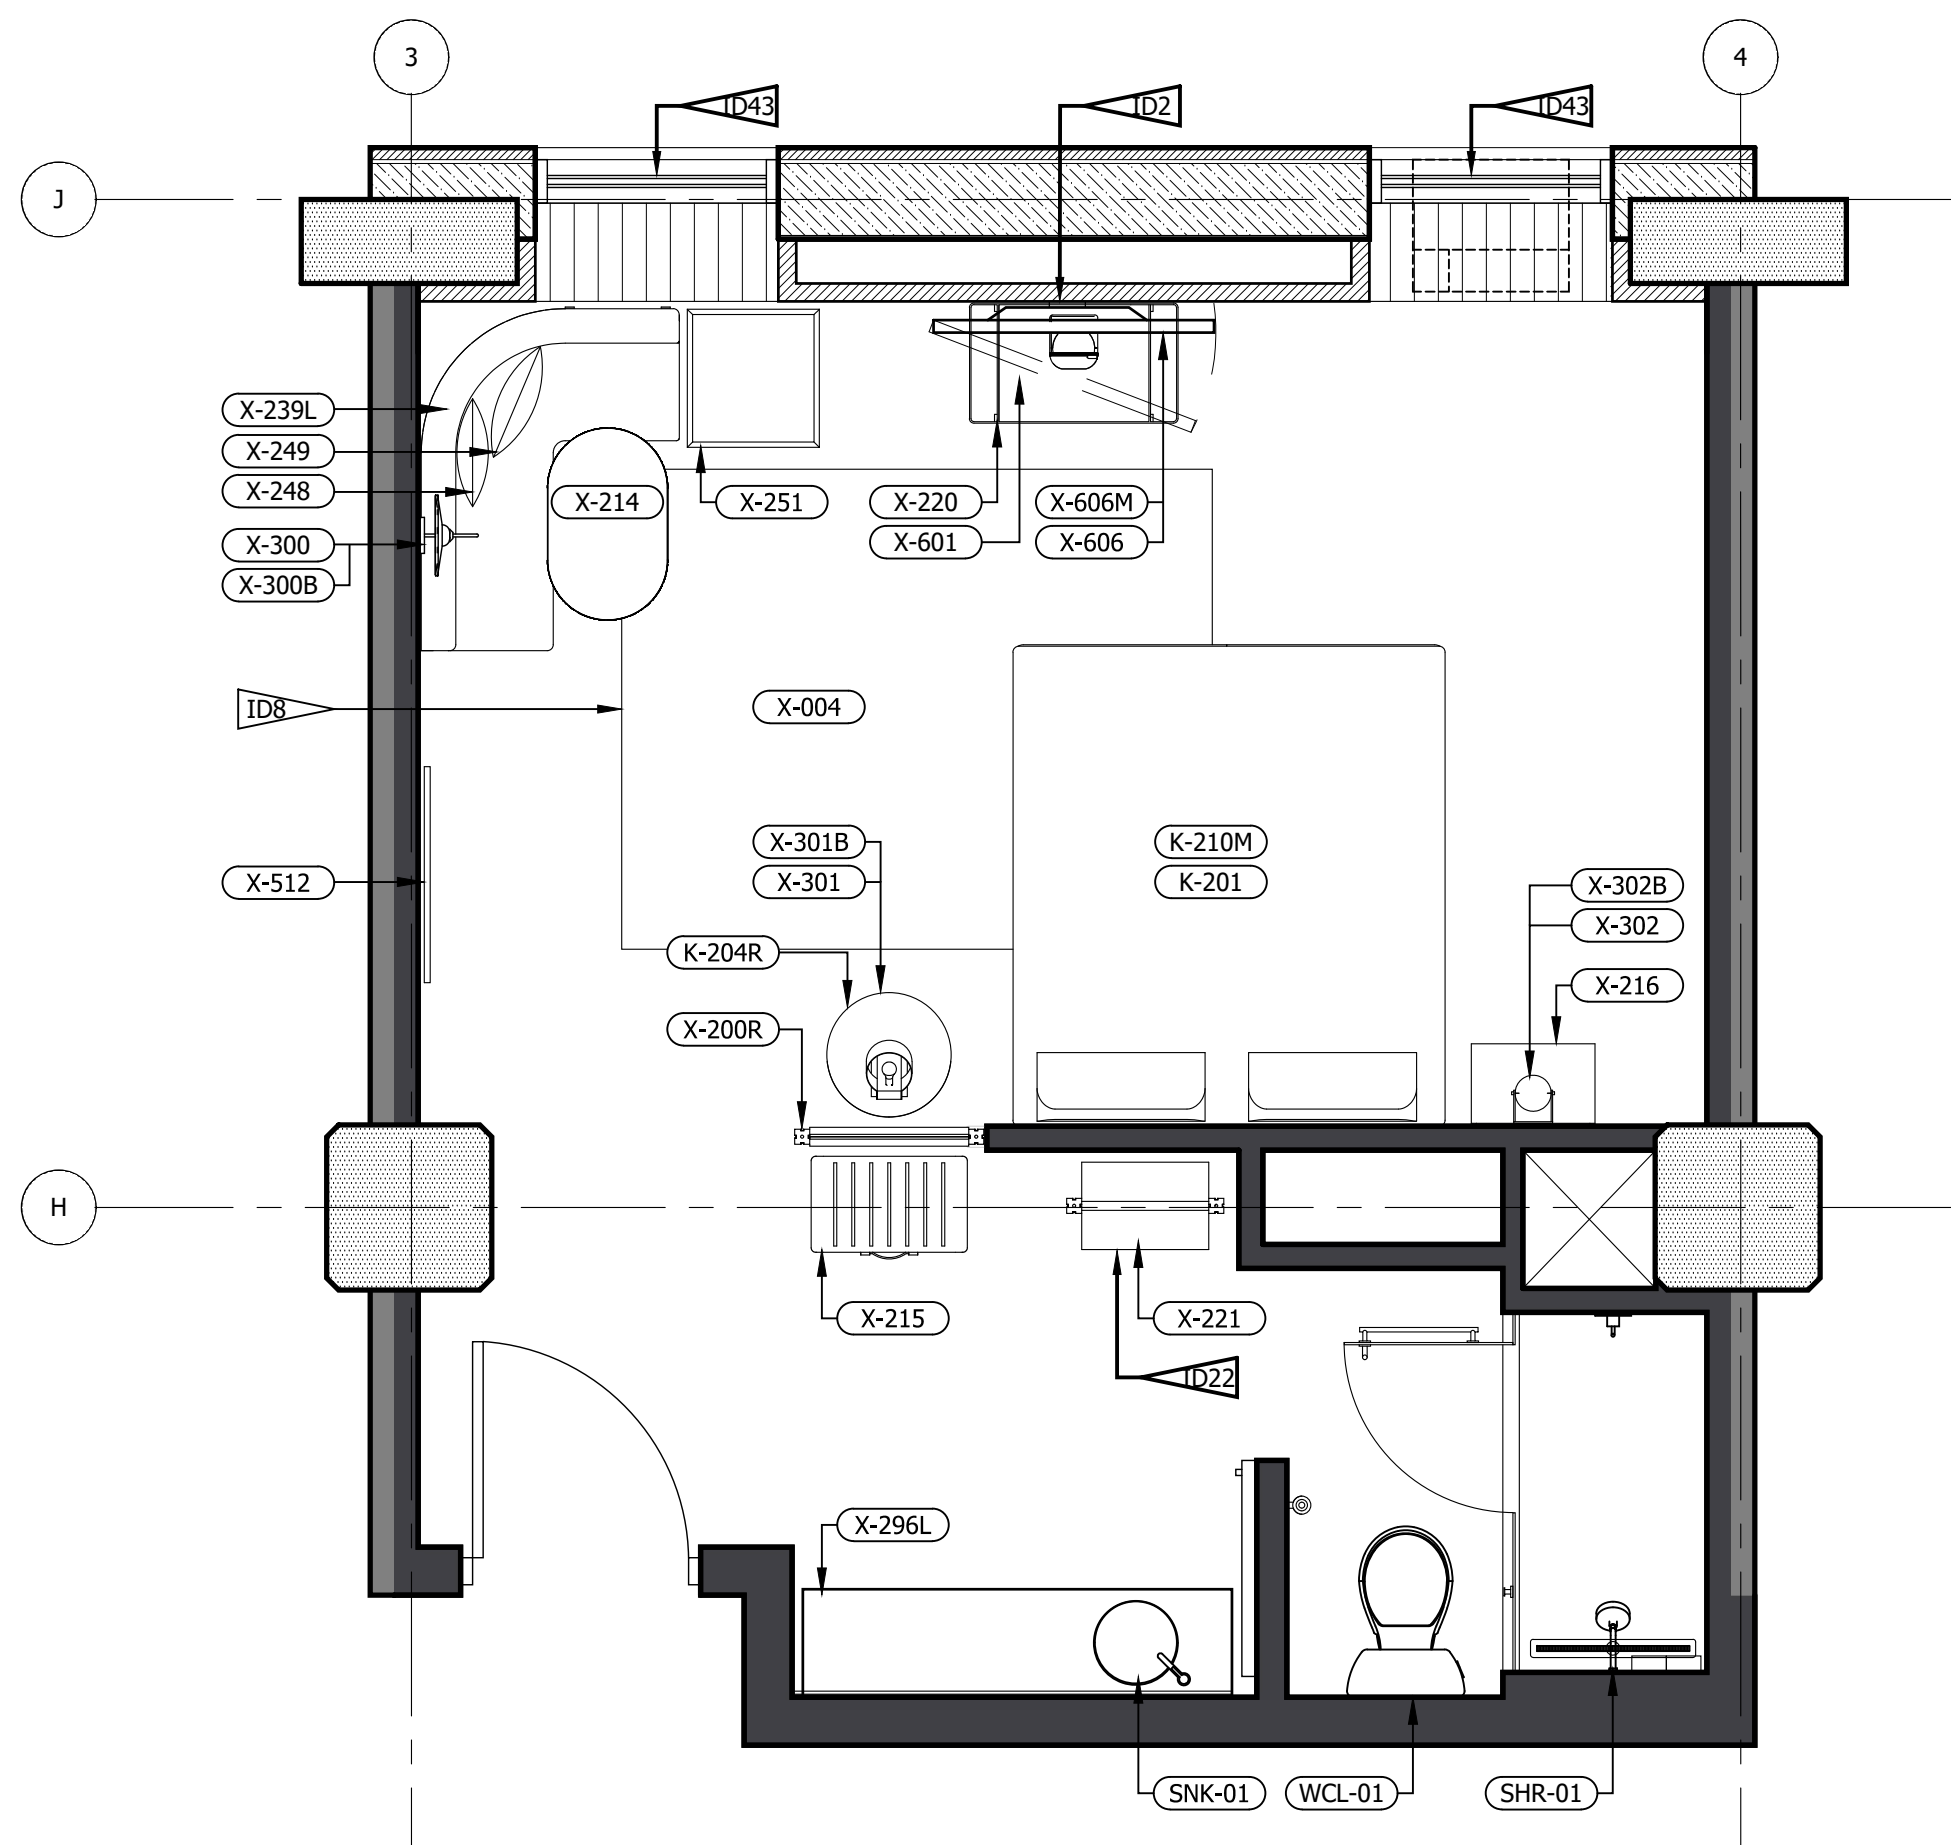 3
4
ID43
ID2
ID43
J
X-239L
X-249
X-248
X-214
X-251
X-220
X-606M
X-300
X-601
X-606
X-300B
ID8
X-004
X-301B
K-210M
X-512
X-301
K-201
X-302B
X-302
K-204R
X-216
X-200R
H
X-215
X-221
ID22
X-296L
SNK-01
WCL-01
SHR-01